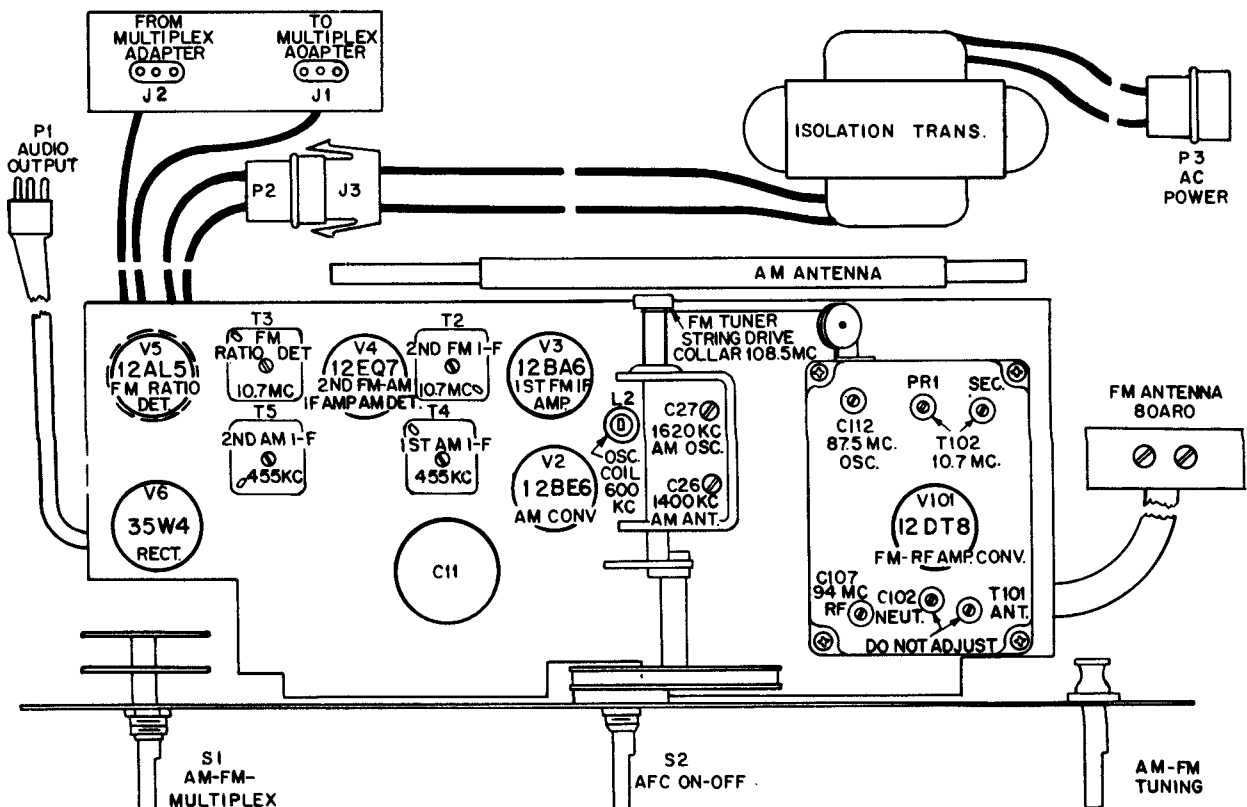 FROM
MULTIPLEX
ADAPTER
J2
TO
MULTIPLEX
AOAPTER
J1
P1
AUDIO
OUTPUT
P2
J3
ISOLATION TRANS.
P3
AC
POWER
AM ANTENNA
V5
12AL5
FM RATIO
DET.
T3
FM
RATIO DET
10.7MC
V4
12EQ7
2ND FM-AM
IF AMP AM DET.
T2
2ND FM I-F
10.7MC
V3
12BA6
1ST FM IF
AMP.
FM TUNER
STRING DRIVE
COLLAR 108.5MC
T5
2ND AM I-F
455KC
T4
1ST AM I-F
455KC
V2
12BE6
AM CONV
L2
OSC.
COIL
600
KC
C27
1620 KC
AM OSC.
C26
1400KC
AM ANT.
C112
87.5 MC.
OSC.
PR1
SEC.
T102
10.7 MC.
V101
12DT8
FM-RF AMP. CONV.
C107
94 MC
RF
C102
NEUT.
T101
ANT.
DO NOT ADJUST
FM ANTENNA
8OARO
V6
35W4
RECT.
C11
S1
AM-FM-
MULTIPLEX
S2
AFC ON-OFF
AM-FM
TUNING